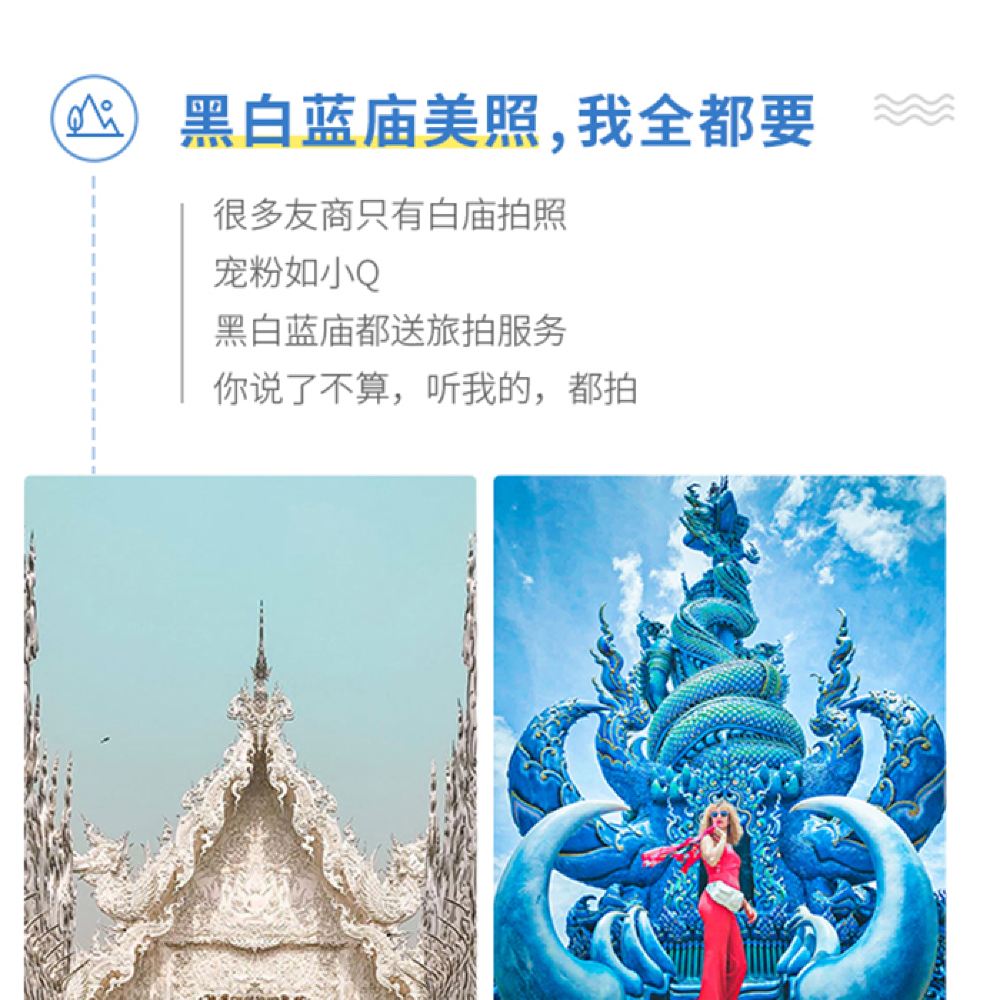 黑白蓝庙美照,我全都要
很多友商只有白庙拍照
宠粉如小Q
黑白蓝庙都送旅拍服务
你说了不算，听我的，都拍